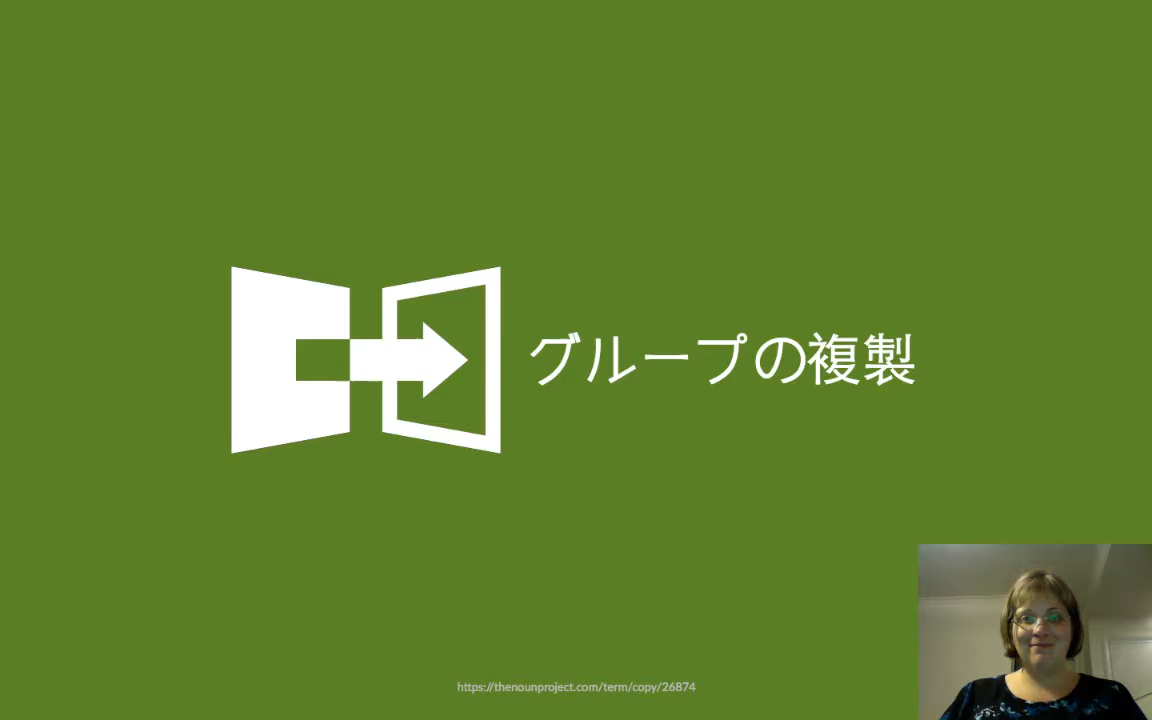 グループの複製
https://thenounproject.com/term/copy/26874